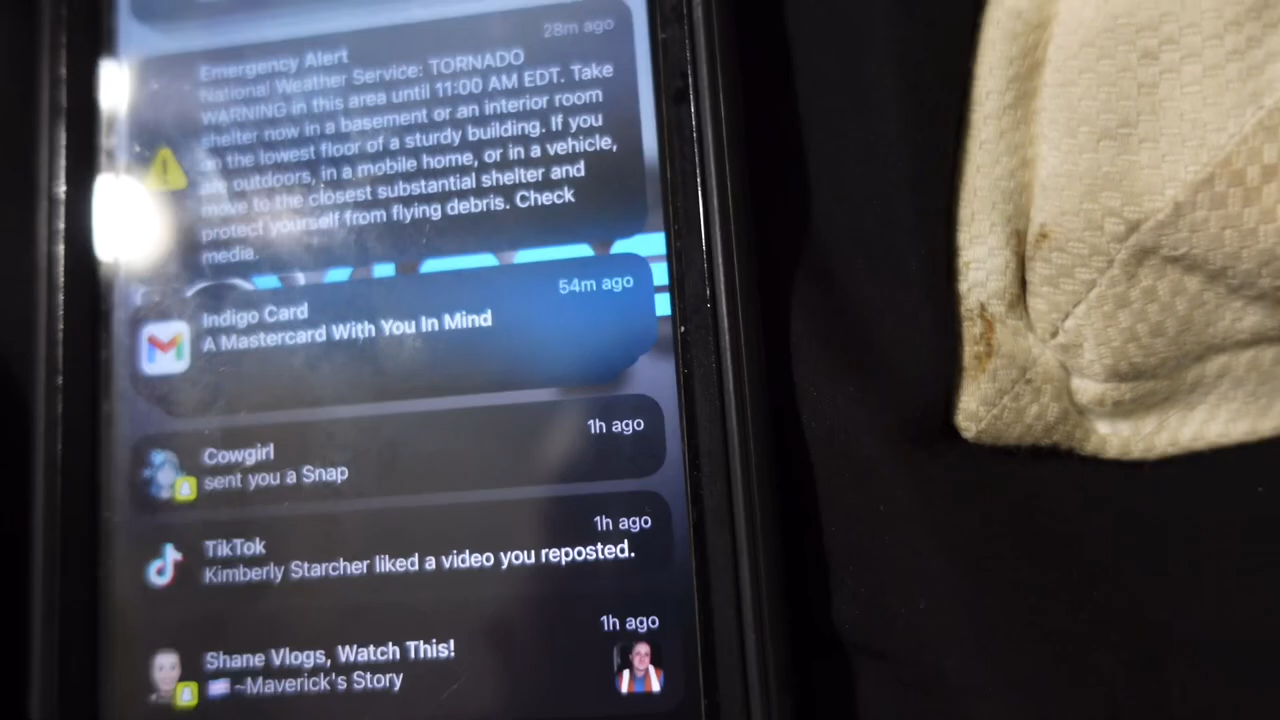 28m ago
Emergency Alert
National Weather Service: TORNADO
WARNING in this area until 11:00 AM EDT. Take
shelter now in a basement or an interior room
on the lowest floor of a sturdy building. If you
are outdoors, in a mobile home, or in a vehicle,
move to the closest substantial shelter and
protect yourself from flying debris. Check
media.
54m ago
Indigo Card
A Mastercard With You In Mind
1h ago
Cowgirl
sent you a Snap
1h ago
TikTok
Kimberly Starcher liked a video you reposted.
1h ago
Shane Vlogs, Watch This!
~Maverick's Story